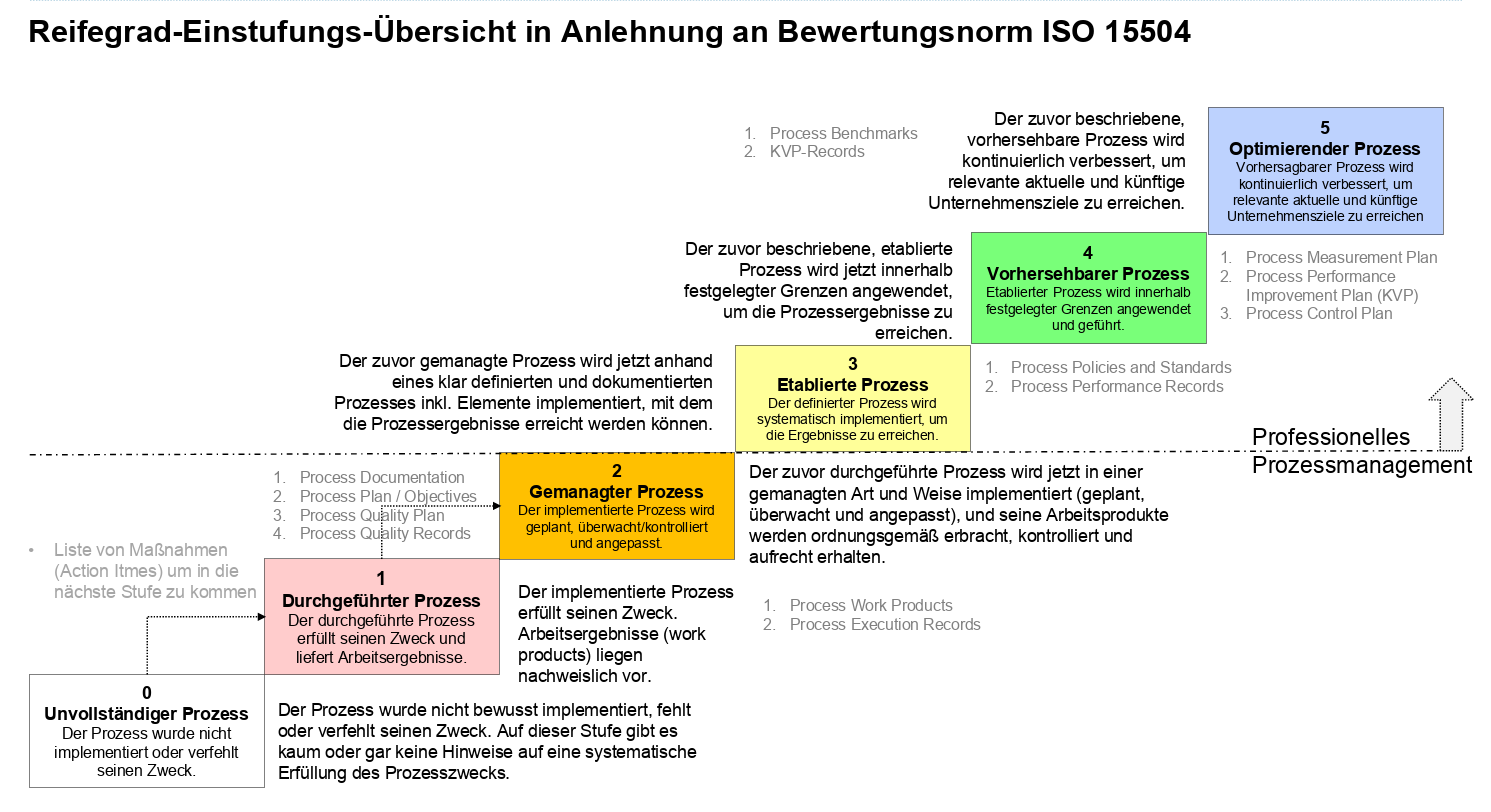 Reifegrad-Einstufungs-Übersicht in Anlehnung an Bewertungsnorm ISO 15504
5
Optimierender Prozess
Vorhersagbarer Prozess wird
kontinuierlich verbessert, um
relevante aktuelle und künftige
Unternehmensziele zu erreichen
Der zuvor beschriebene,
vorhersehbare Prozess wird
kontinuierlich verbessert, um
relevante aktuelle und künftige
Unternehmensziele zu erreichen.
1. Process Benchmarks
2. KVP-Records
1. Process Measurement Plan
2. Process Performance
Improvement Plan (KVP)
3. Process Control Plan
4
Vorhersehbarer Prozess
Etablierter Prozess wird innerhalb
festgelegter Grenzen angewendet
und geführt.
Der zuvor beschriebene, etablierte
Prozess wird jetzt innerhalb
festgelegter Grenzen angewendet,
um die Prozessergebnisse zu
erreichen.
1. Process Policies and Standards
2. Process Performance Records
3
Etablierte Prozess
Der definierter Prozess wird
systematisch implementiert, um
die Ergebnisse zu erreichen.
Der zuvor gemanagte Prozess wird jetzt anhand
eines klar definierten und dokumentierten
Prozesses inkl. Elemente implementiert, mit dem
die Prozessergebnisse erreicht werden können.
Professionelles
Prozessmanagement
1. Process Documentation
2. Process Plan / Objectives
3. Process Quality Plan
4. Process Quality Records
2
Gemanagter Prozess
Der implementierte Prozess wird
geplant, überwacht/kontrolliert
und angepasst.
Der zuvor durchgeführte Prozess wird jetzt in einer
gemanagten Art und Weise implementiert (geplant,
überwacht und angepasst), und seine Arbeitsprodukte
werden ordnungsgemäß erbracht, kontrolliert und
aufrecht erhalten.
1. Process Work Products
2. Process Execution Records
• Liste von Maßnahmen
(Action Itmes) um in die
nächste Stufe zu kommen
1
Durchgeführter Prozess
Der durchgeführte Prozess
erfüllt seinen Zweck und
liefert Arbeitsergebnisse.
Der implementierte Prozess
erfüllt seinen Zweck.
Arbeitsergebnisse (work
products) liegen
nachweislich vor.
0
Unvollständiger Prozess
Der Prozess wurde nicht
implementiert oder verfehlt
seinen Zweck.
Der Prozess wurde nicht bewusst implementiert, fehlt
oder verfehlt seinen Zweck. Auf dieser Stufe gibt es
kaum oder gar keine Hinweise auf eine systematische
Erfüllung des Prozesszwecks.